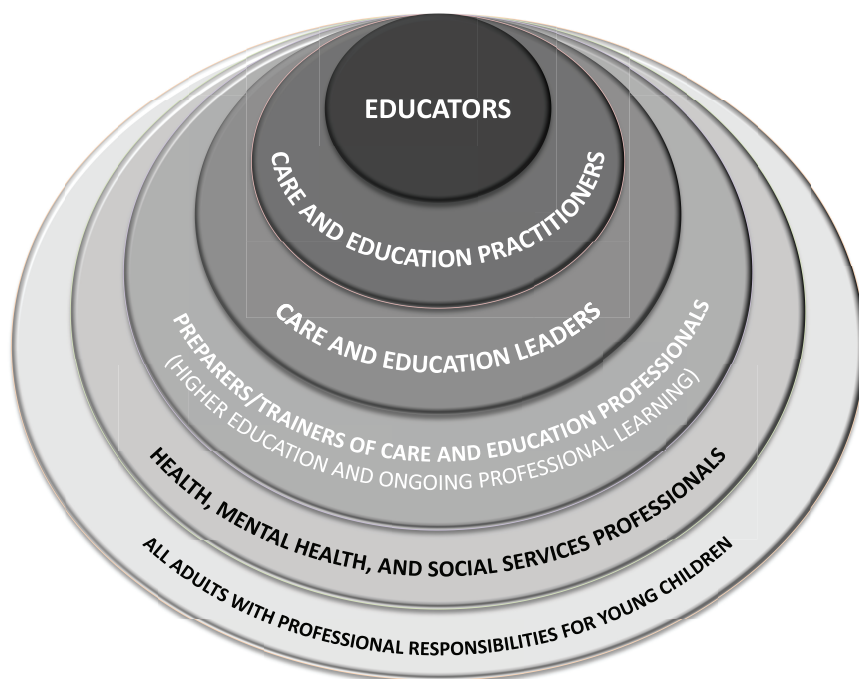 EDUCATORS
CARE AND EDUCATION PRACTITIONERS
CARE AND EDUCATION LEADERS
PREPARERS/TRAINERS OF CARE AND EDUCATION PROFESSIONALS
(HIGHER EDUCATION AND ONGOING PROFESSIONAL LEARNING)
HEALTH, MENTAL HEALTH, AND SOCIAL SERVICES PROFESSIONALS
ALL ADULTS WITH PROFESSIONAL RESPONSIBILITIES FOR YOUNG CHILDREN